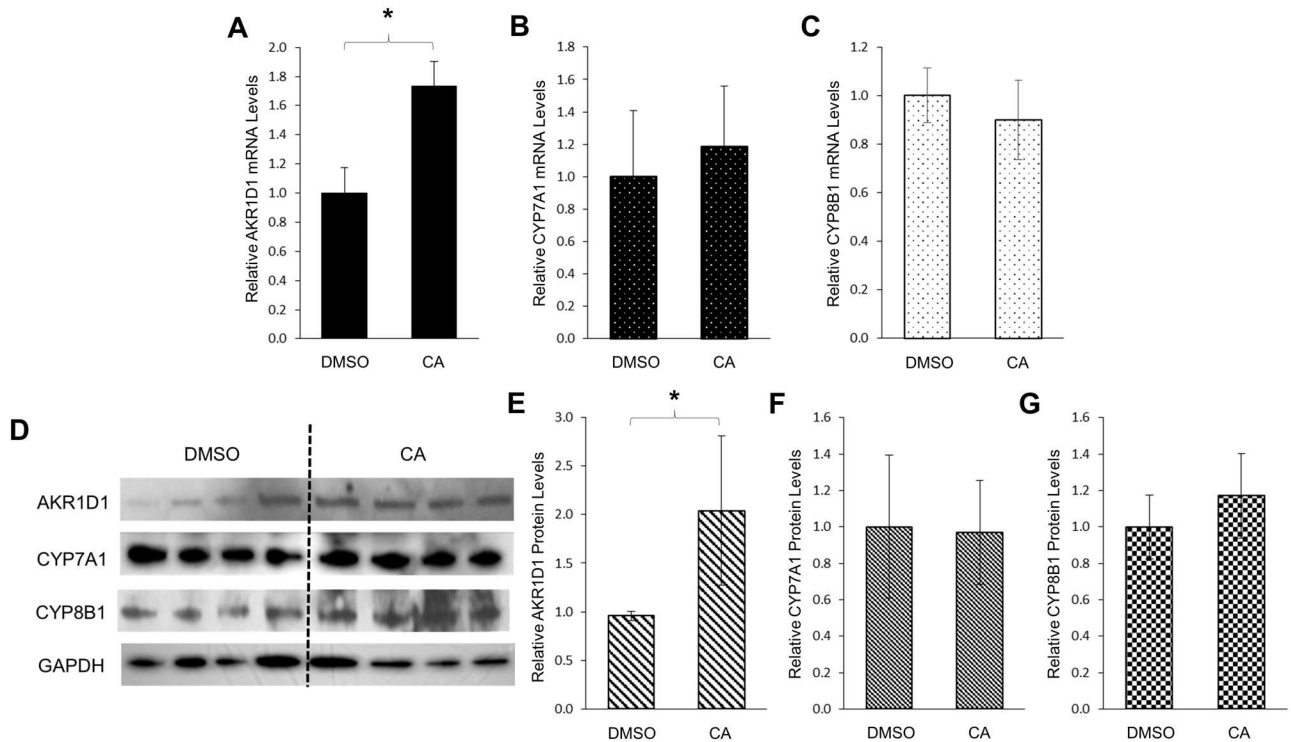 A
*
Relative AKR1D1 mRNA Levels
2.0
1.8
1.6
1.4
1.2
1.0
0.8
0.6
0.4
0.2
0.0
DMSO CA
B
Relative CYP7A1 mRNA Levels
1.8
1.6
1.4
1.2
1.0
0.8
0.6
0.4
0.2
0.0
DMSO CA
C
Relative CYP8B1 mRNA Levels
1.2
1.0
0.8
0.6
0.4
0.2
0.0
DMSO CA
D
DMSO CA
AKR1D1
CYP7A1
CYP8B1
GAPDH
E
*
Relative AKR1D1 Protein Levels
3.0
2.5
2.0
1.5
1.0
0.5
0.0
DMSO CA
F
Relative CYP7A1 Protein Levels
1.6
1.4
1.2
1.0
0.8
0.6
0.4
0.2
0.0
DMSO CA
G
Relative CYP8B1 Protein Levels
1.6
1.4
1.2
1.0
0.8
0.6
0.4
0.2
0.0
DMSO CA